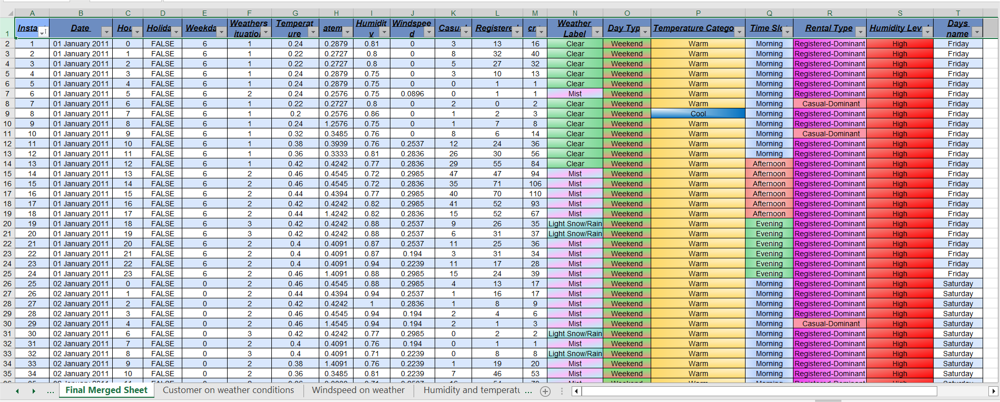 A B C D E F G H I J K L M N O P Q R S T
1 Insta Date Hou Holida Weekda Weathers ituation Temperat ure atem Humidit y Windspee d Casu Registere cn Weather Label Day Typ Temperature Catego Time Slo Rental Type Humidity Lev Days name
2 1 01 January 2011 0 FALSE 6 1 0.24 0.2879 0.81 0 3 13 16 Clear Weekend Warm Morning Registered-Dominant High Friday
3 2 01 January 2011 1 FALSE 6 1 0.22 0.2727 0.8 0 8 32 40 Clear Weekend Warm Morning Registered-Dominant High Friday
4 3 01 January 2011 2 FALSE 6 1 0.22 0.2727 0.8 0 5 27 32 Clear Weekend Warm Morning Registered-Dominant High Friday
5 4 01 January 2011 3 FALSE 6 1 0.24 0.2879 0.75 0 3 10 13 Clear Weekend Warm Morning Registered-Dominant High Friday
6 5 01 January 2011 4 FALSE 6 1 0.24 0.2879 0.75 0 0 1 1 Clear Weekend Warm Morning Registered-Dominant High Friday
7 6 01 January 2011 5 FALSE 6 2 0.24 0.2576 0.75 0.0896 0 1 1 Mist Weekend Warm Morning Registered-Dominant High Friday
8 7 01 January 2011 6 FALSE 6 1 0.22 0.2727 0.8 0 2 0 2 Clear Weekend Warm Morning Casual-Dominant High Friday
9 8 01 January 2011 7 FALSE 6 1 0.2 0.2576 0.86 0 1 2 3 Clear Weekend Cool Morning Registered-Dominant High Friday
10 9 01 January 2011 8 FALSE 6 1 0.24 1.2576 0.75 0 1 7 8 Clear Weekend Warm Morning Registered-Dominant High Friday
11 10 01 January 2011 9 FALSE 6 1 0.32 0.3485 0.76 0 8 6 14 Clear Weekend Warm Morning Casual-Dominant High Friday
12 11 01 January 2011 10 FALSE 6 1 0.38 0.3939 0.76 0.2537 12 24 36 Clear Weekend Warm Morning Registered-Dominant High Friday
13 12 01 January 2011 11 FALSE 6 1 0.36 0.3333 0.81 0.2836 26 30 56 Clear Weekend Warm Morning Registered-Dominant High Friday
14 13 01 January 2011 12 FALSE 6 1 0.42 0.4242 0.77 0.2836 29 55 84 Clear Weekend Warm Afternoon Registered-Dominant High Friday
15 14 01 January 2011 13 FALSE 6 2 0.46 0.4545 0.72 0.2985 47 47 94 Mist Weekend Warm Afternoon Registered-Dominant High Friday
16 15 01 January 2011 14 FALSE 6 2 0.46 0.4545 0.72 0.2836 35 71 106 Mist Weekend Warm Afternoon Registered-Dominant High Friday
17 16 01 January 2011 15 FALSE 6 2 0.44 0.4394 0.77 0.2985 40 70 110 Mist Weekend Warm Afternoon Registered-Dominant High Friday
18 17 01 January 2011 16 FALSE 6 2 0.42 0.4242 0.82 0.2985 41 52 93 Mist Weekend Warm Afternoon Registered-Dominant High Friday
19 18 01 January 2011 17 FALSE 6 2 0.44 1.4242 0.82 0.2836 15 52 67 Mist Weekend Warm Afternoon Registered-Dominant High Friday
20 19 01 January 2011 18 FALSE 6 3 0.42 0.4242 0.88 0.2537 9 26 35 Light Snow/Rain Weekend Warm Evening Registered-Dominant High Friday
21 20 01 January 2011 19 FALSE 6 3 0.42 0.4242 0.88 0.2537 6 31 37 Light Snow/Rain Weekend Warm Evening Registered-Dominant High Friday
22 21 01 January 2011 20 FALSE 6 2 0.4 0.4091 0.87 0.2537 11 25 36 Mist Weekend Warm Evening Registered-Dominant High Friday
23 22 01 January 2011 21 FALSE 6 2 0.4 0.4091 0.87 0.194 3 31 34 Mist Weekend Warm Evening Registered-Dominant High Friday
24 23 01 January 2011 22 FALSE 6 2 0.4 0.4091 0.94 0.2239 11 17 28 Mist Weekend Warm Evening Registered-Dominant High Friday
25 24 01 January 2011 23 FALSE 6 2 0.46 1.4091 0.88 0.2985 15 24 39 Mist Weekend Warm Evening Registered-Dominant High Friday
26 25 02 January 2011 0 FALSE 0 2 0.46 0.4545 0.88 0.2985 4 13 17 Mist Weekend Warm Morning Registered-Dominant High Saturday
27 26 02 January 2011 1 FALSE 0 2 0.44 0.4394 0.94 0.2537 1 16 17 Mist Weekend Warm Morning Registered-Dominant High Saturday
28 27 02 January 2011 2 FALSE 0 2 0.42 0.4242 1 0.2836 1 8 9 Mist Weekend Warm Morning Registered-Dominant High Saturday
29 28 02 January 2011 3 FALSE 0 2 0.46 0.4545 0.94 0.194 2 4 6 Mist Weekend Warm Morning Registered-Dominant High Saturday
30 29 02 January 2011 4 FALSE 0 2 0.46 1.4545 0.94 0.194 2 1 3 Mist Weekend Warm Morning Casual-Dominant High Saturday
31 30 02 January 2011 6 FALSE 0 3 0.42 0.4242 0.77 0.2985 0 2 2 Light Snow/Rain Weekend Warm Morning Registered-Dominant High Saturday
32 31 02 January 2011 7 FALSE 0 2 0.4 0.4091 0.76 0.194 0 1 1 Mist Weekend Warm Morning Registered-Dominant High Saturday
33 32 02 January 2011 8 FALSE 0 3 0.4 0.4091 0.71 0.2239 0 8 8 Light Snow/Rain Weekend Warm Morning Registered-Dominant High Saturday
34 33 02 January 2011 9 FALSE 0 2 0.38 1.4091 0.76 0.2239 1 19 20 Mist Weekend Warm Morning Registered-Dominant High Saturday
35 34 02 January 2011 10 FALSE 0 2 0.36 0.3485 0.81 0.2239 7 46 53 Mist Weekend Warm Morning Registered-Dominant High Saturday
... Final Merged Sheet Customer on weather conditions Windspeed on weather Humidity and temperatu ...